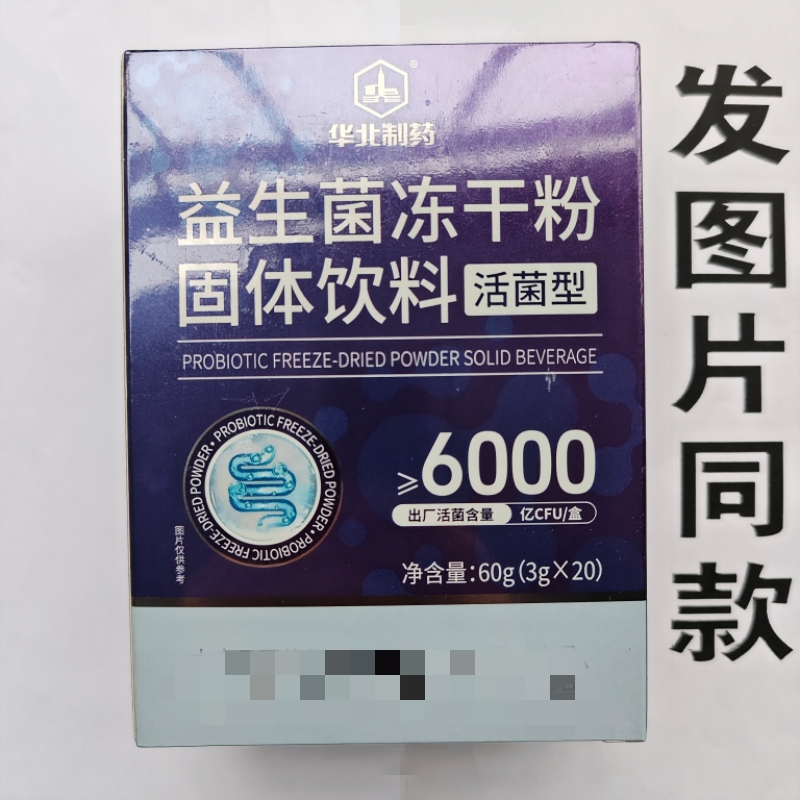 华北制药
益生菌冻干粉
固体饮料 活菌型
PROBIOTIC FREEZE-DRIED POWDER SOLID BEVERAGE
PROBIOTIC FREEZE-DRIED POWDER • PROBIOTIC FREEZE-DRIED POWDER •
≥6000
出厂活菌含量 亿CFU/盒
图片仅供参考
净含量:60g(3g×20)
发图片同款